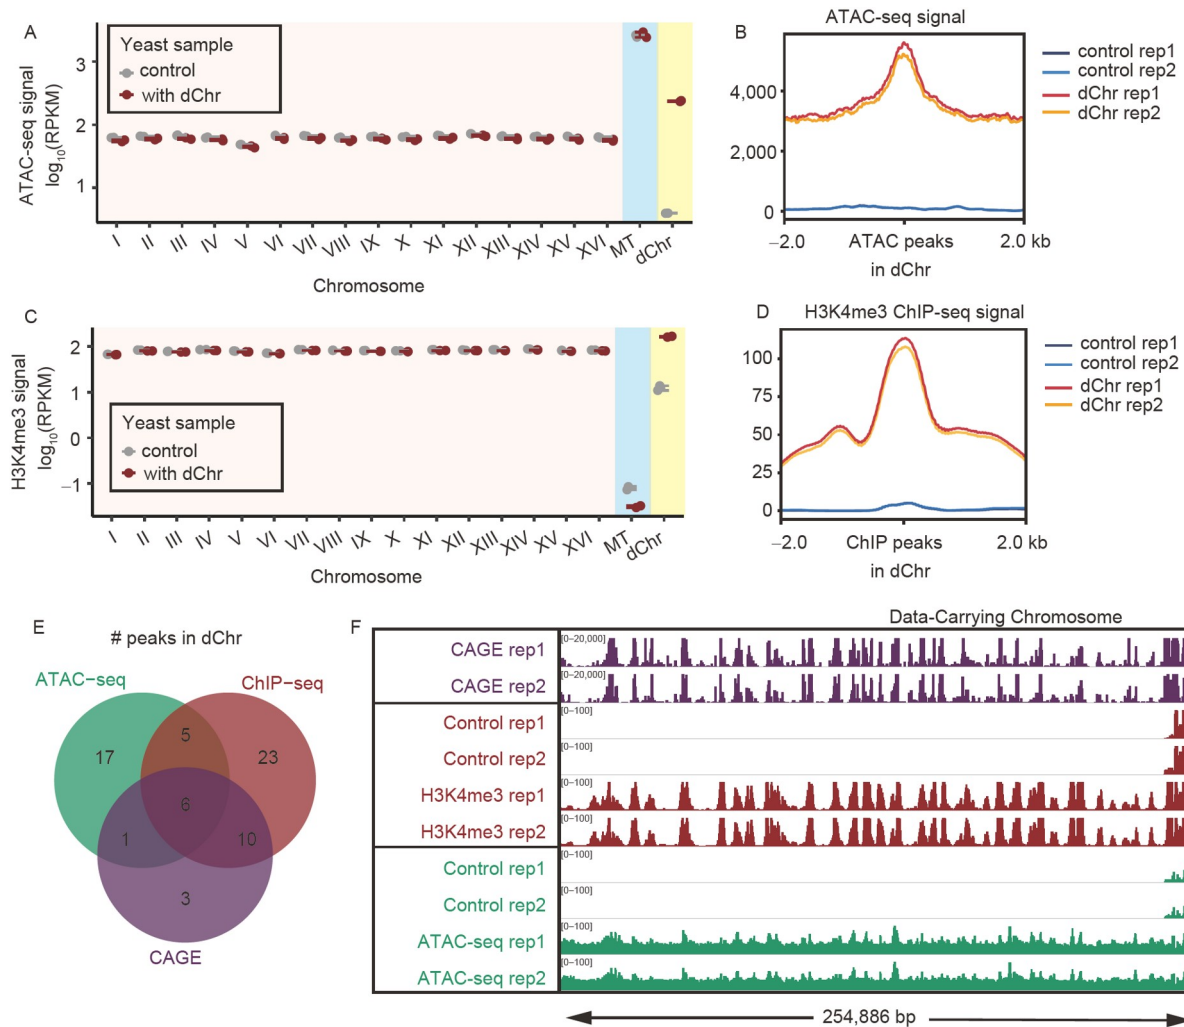 A
Yeast sample
control
with dChr
ATAC-seq signal
log10(RPKM)
3
2
1
I II III IV V VI VII VIII IX X XI XII XIII XIV XV XVI MT dChr
Chromosome
B
ATAC-seq signal
4,000
2,000
0
−2.0 ATAC peaks 2.0 kb
in dChr
control rep1
control rep2
dChr rep1
dChr rep2
C
H3K4me3 signal
log10(RPKM)
2
1
0
−1
Yeast sample
control
with dChr
I II III IV V VI VII VIII IX X XI XII XIII XIV XV XVI MT dChr
Chromosome
D
H3K4me3 ChIP-seq signal
100
50
25
0
−2.0 ChIP peaks 2.0 kb
in dChr
control rep1
control rep2
dChr rep1
dChr rep2
E
# peaks in dChr
ATAC−seq
ChIP−seq
5
17
23
6
1
10
3
CAGE
F
Data-Carrying Chromosome
CAGE rep1 [0–20,000]
CAGE rep2 [0–20,000]
Control rep1 [0–100]
Control rep2 [0–100]
H3K4me3 rep1 [0–100]
H3K4me3 rep2 [0–100]
Control rep1 [0–100]
Control rep2 [0–100]
ATAC-seq rep1 [0–100]
ATAC-seq rep2 [0–100]
254,886 bp